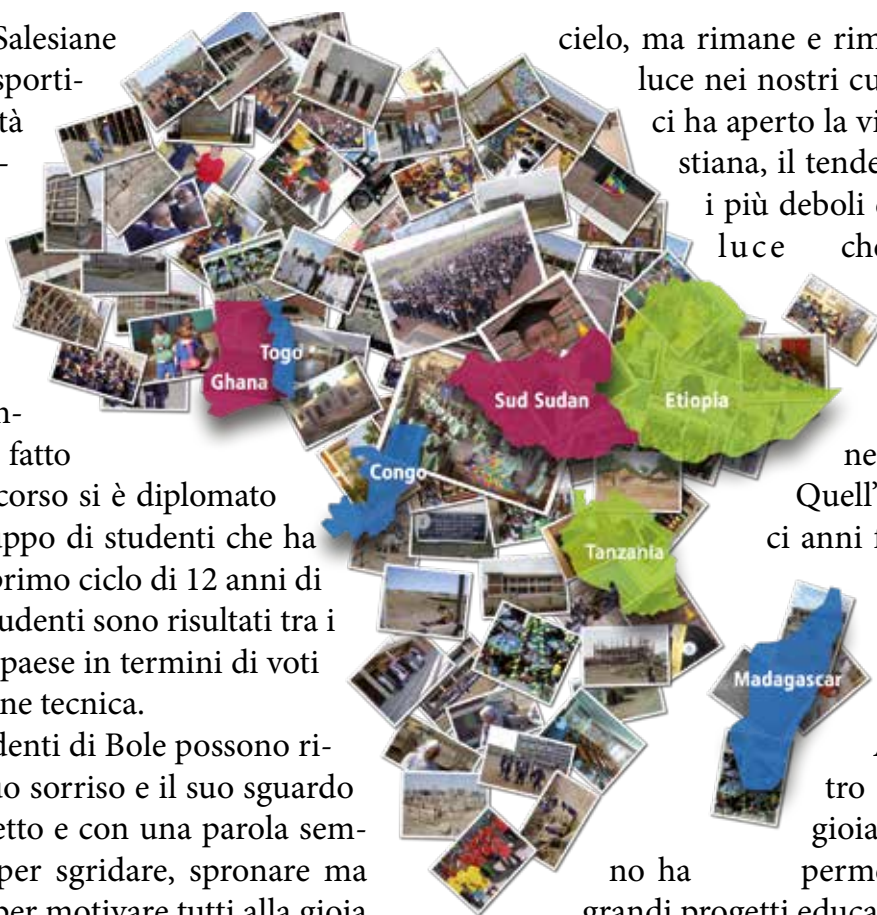 Salesiane
sporti-
tà
-
n-
fatto
corso si è diplomato
ppo di studenti che ha
primo ciclo di 12 anni di
udenti sono risultati tra i
paese in termini di voti
ne tecnica.
denti di Bole possono ri-
uo sorriso e il suo sguardo
etto e con una parola sem-
per sgridare, spronare ma
per motivare tutti alla gioia
Togo
Ghana
Sud Sudan
Etiopia
Congo
Tanzania
Madagascar
cielo, ma rimane e rim
luce nei nostri cu
ci ha aperto la vi
stiana, il tende
i più deboli
luce che
ne
Quell'
ci anni f
tro
gioia
no ha perm
grandi progetti educa